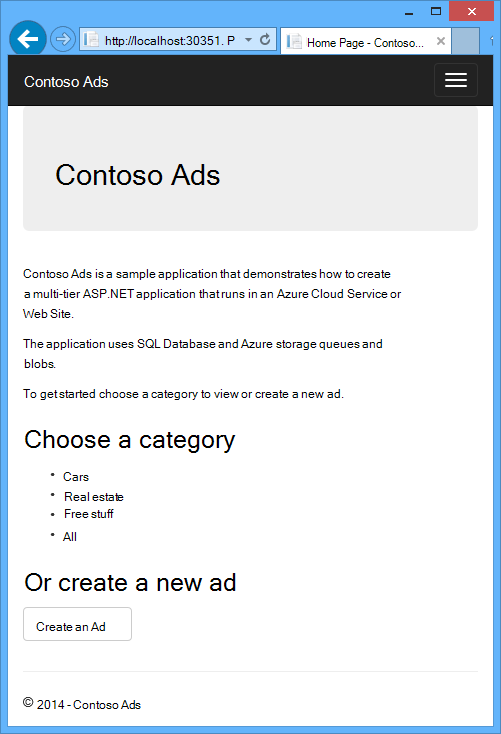 http://localhost:30351. P
Home Page - Contoso...
Contoso Ads
Contoso Ads
Contoso Ads is a sample application that demonstrates how to create
a multi-tier ASP.NET application that runs in an Azure Cloud Service or
Web Site.
The application uses SQL Database and Azure storage queues and
blobs.
To get started choose a category to view or create a new ad.
Choose a category
• Cars
• Real estate
• Free stuff
• All
Or create a new ad
Create an Ad
© 2014 - Contoso Ads